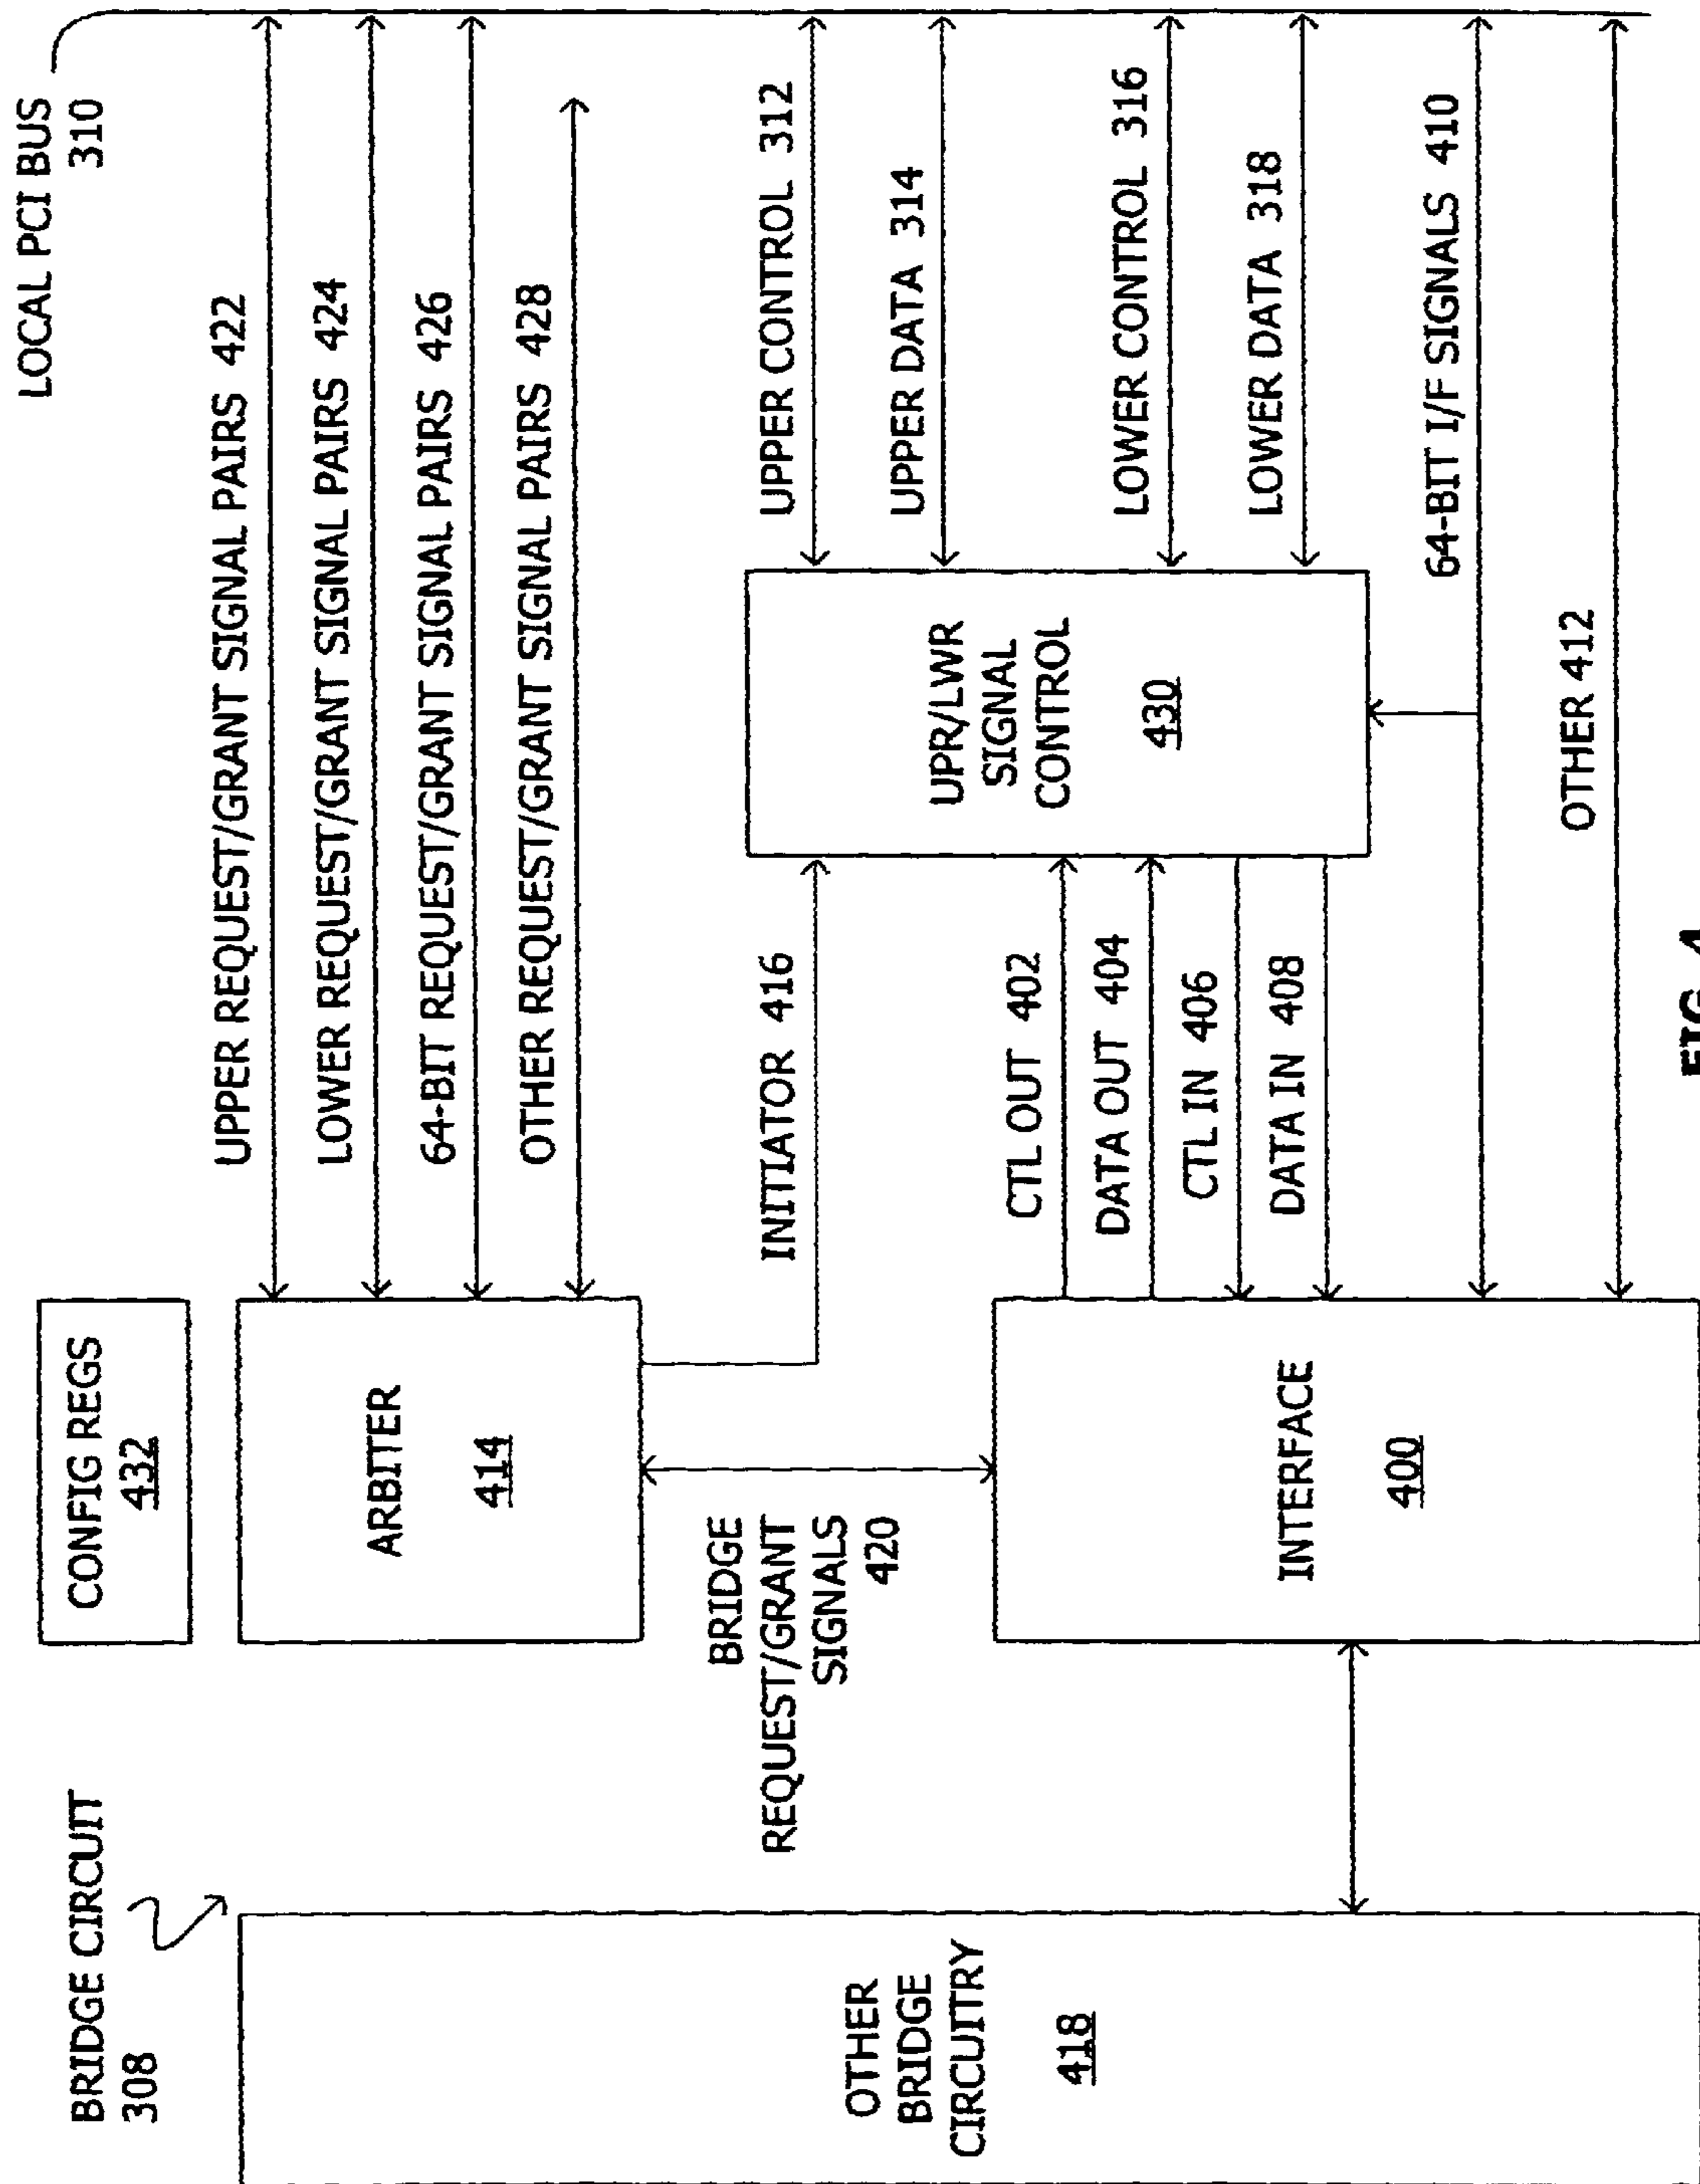 BRIDGE CIRCUIT
308
LOCAL PCI BUS
310
CONFIG REGS
432
ARBITER
414
UPPER REQUEST/GRANT SIGNAL PAIRS 422
LOWER REQUEST/GRANT SIGNAL PAIRS 424
64-BIT REQUEST/GRANT SIGNAL PAIRS 426
OTHER REQUEST/GRANT SIGNAL PAIRS 428
BRIDGE
REQUEST/GRANT
SIGNALS
420
INITIATOR 416
UPPER CONTROL 312
UPPER DATA 314
OTHER
BRIDGE
CIRCUITRY
418
UPR/LWR
SIGNAL
CONTROL
430
CTL OUT 402
DATA OUT 404
CTL IN 406
DATA IN 408
LOWER CONTROL 316
LOWER DATA 318
INTERFACE
400
64-BIT I/F SIGNALS 410
OTHER 412
FIG. 4